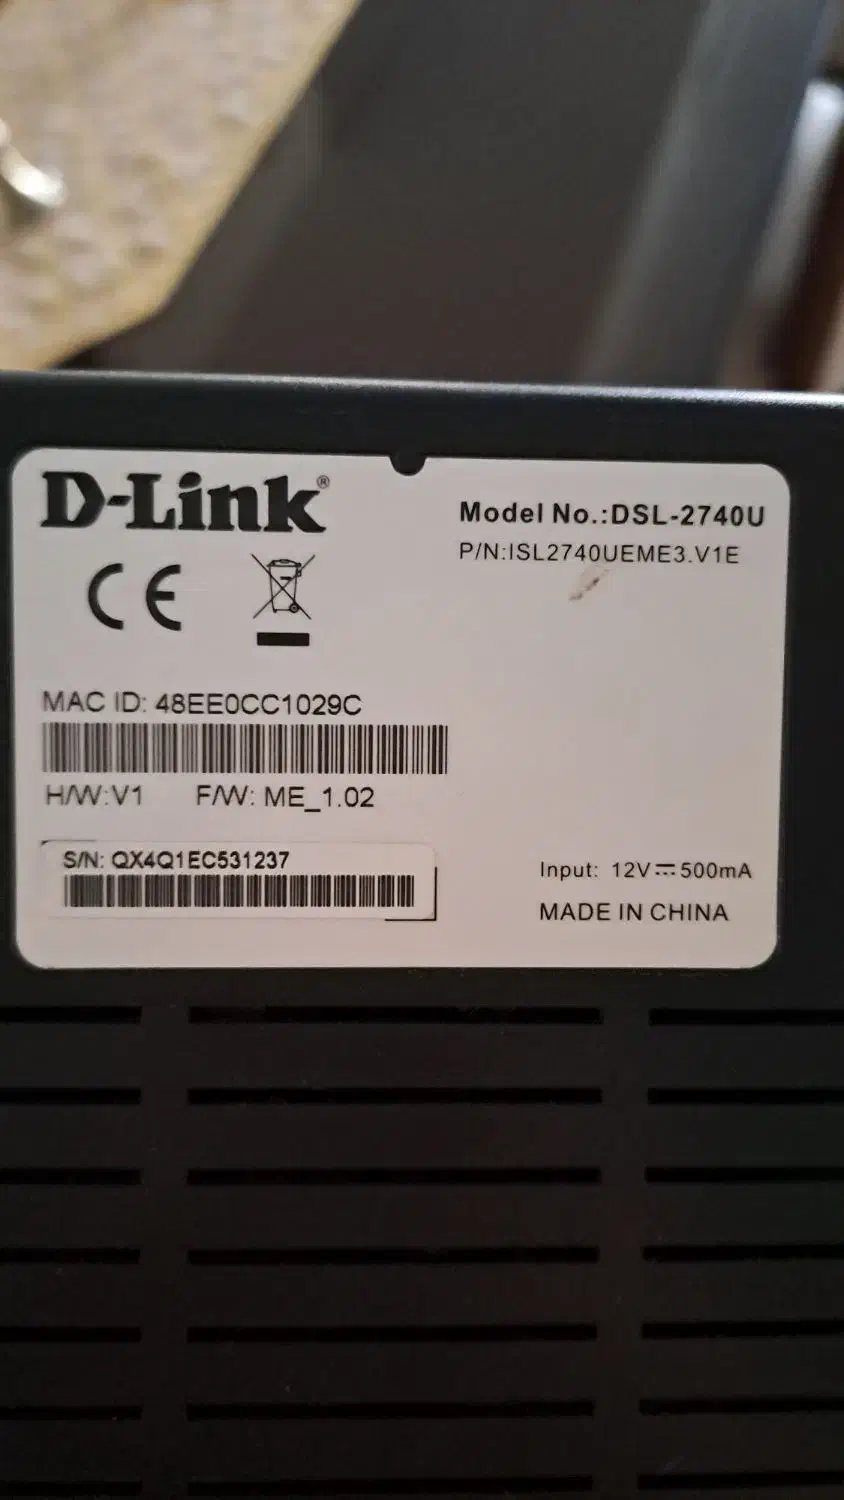 D-Link®
CE
Model No.:DSL-2740U
P/N:ISL2740UEME3.V1E
MAC ID: 48EE0CC1029C
H/W:V1 F/W: ME_1.02
S/N: QX4Q1EC531237
Input: 12V⎓500mA
MADE IN CHINA